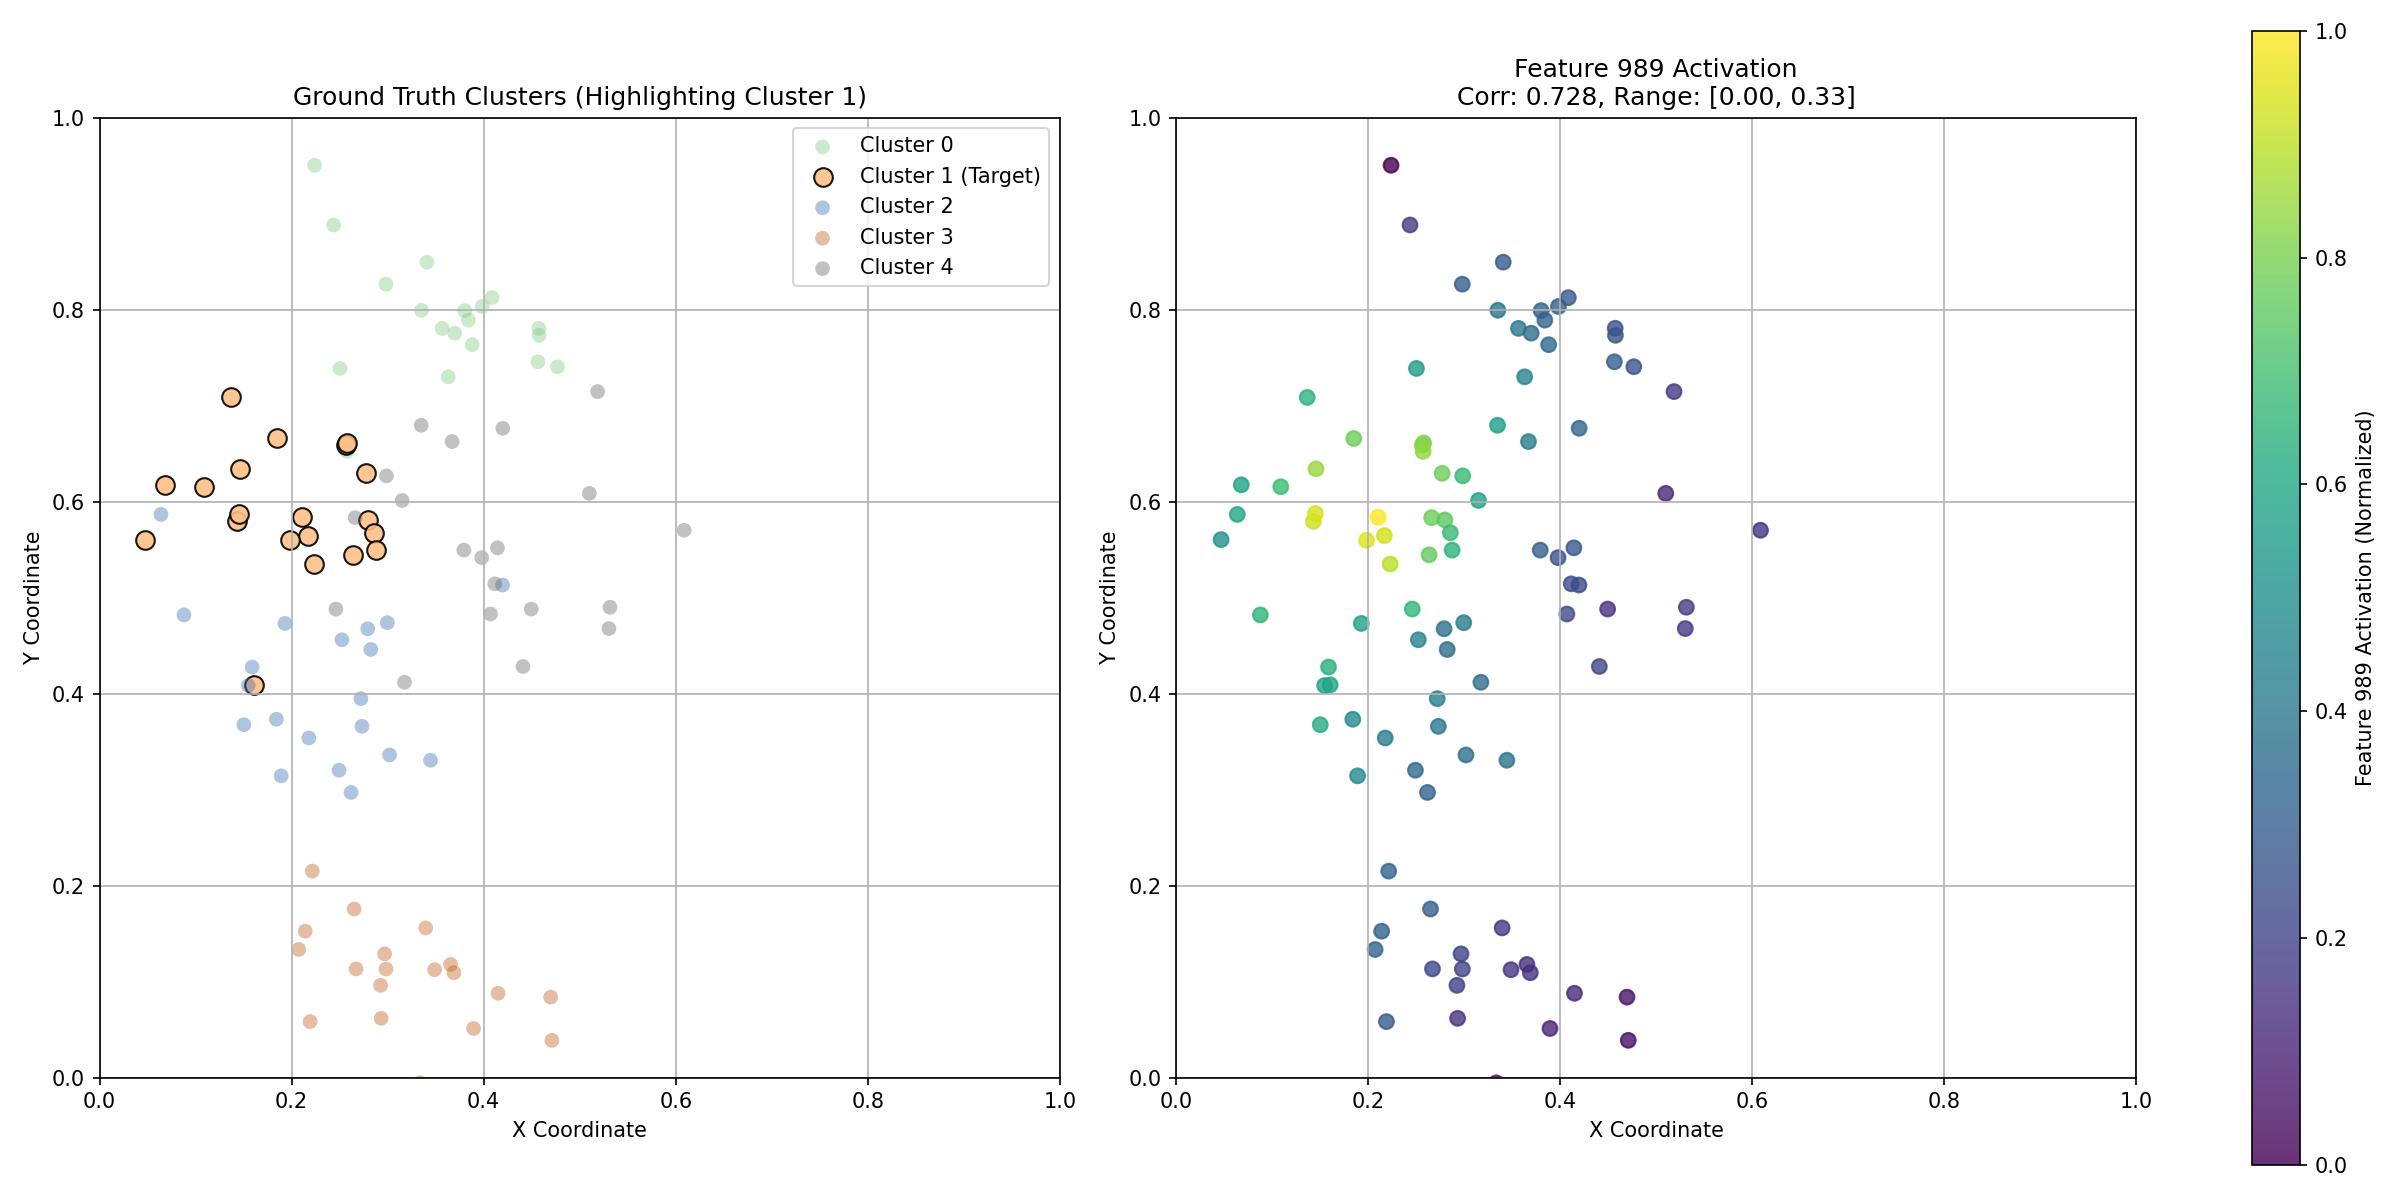 Ground Truth Clusters (Highlighting Cluster 1)
1.0
0.8
0.6
0.4
0.2
0.0
Y Coordinate
0.0 0.2 0.4 0.6 0.8 1.0
X Coordinate
Cluster 0
Cluster 1 (Target)
Cluster 2
Cluster 3
Cluster 4
Feature 989 Activation
Corr: 0.728, Range: [0.00, 0.33]
1.0
0.8
0.6
0.4
0.2
0.0
Y Coordinate
0.0 0.2 0.4 0.6 0.8 1.0
X Coordinate
1.0
0.8
0.6
0.4
0.2
0.0
Feature 989 Activation (Normalized)